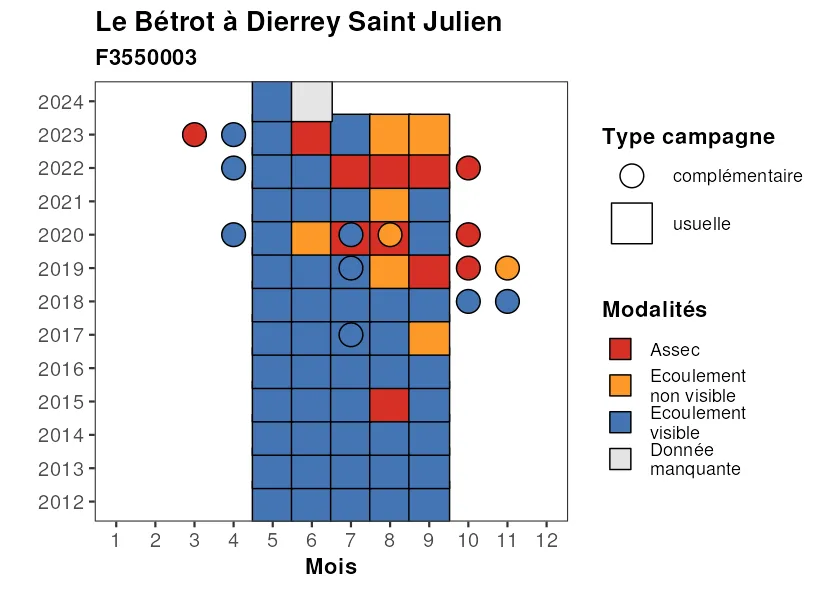 Le Bétrot à Dierrey Saint Julien
F3550003
2024
2023
2022
2021
2020
2019
2018
2017
2016
2015
2014
2013
2012
1 2 3 4 5 6 7 8 9 10 11 12
Mois
Type campagne
complémentaire
usuelle
Modalités
Assec
Ecoulement
non visible
Ecoulement
visible
Donnée
manquante